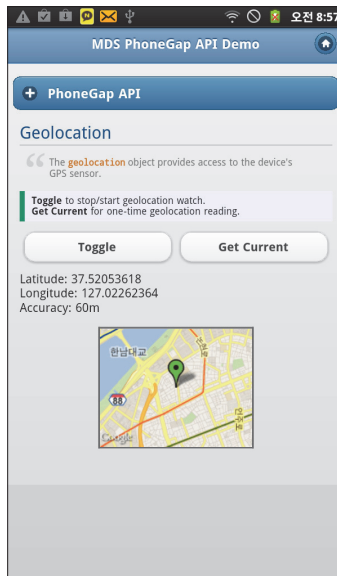 오전 8:57
MDS PhoneGap API Demo
PhoneGap API
Geolocation
The geolocation object provides access to the device's
GPS sensor.
Toggle to stop/start geolocation watch.
Get Current for one-time geolocation reading.
Toggle
Get Current
Latitude: 37.52053618
Longitude: 127.02262364
Accuracy: 60m
한남대교
88
Google